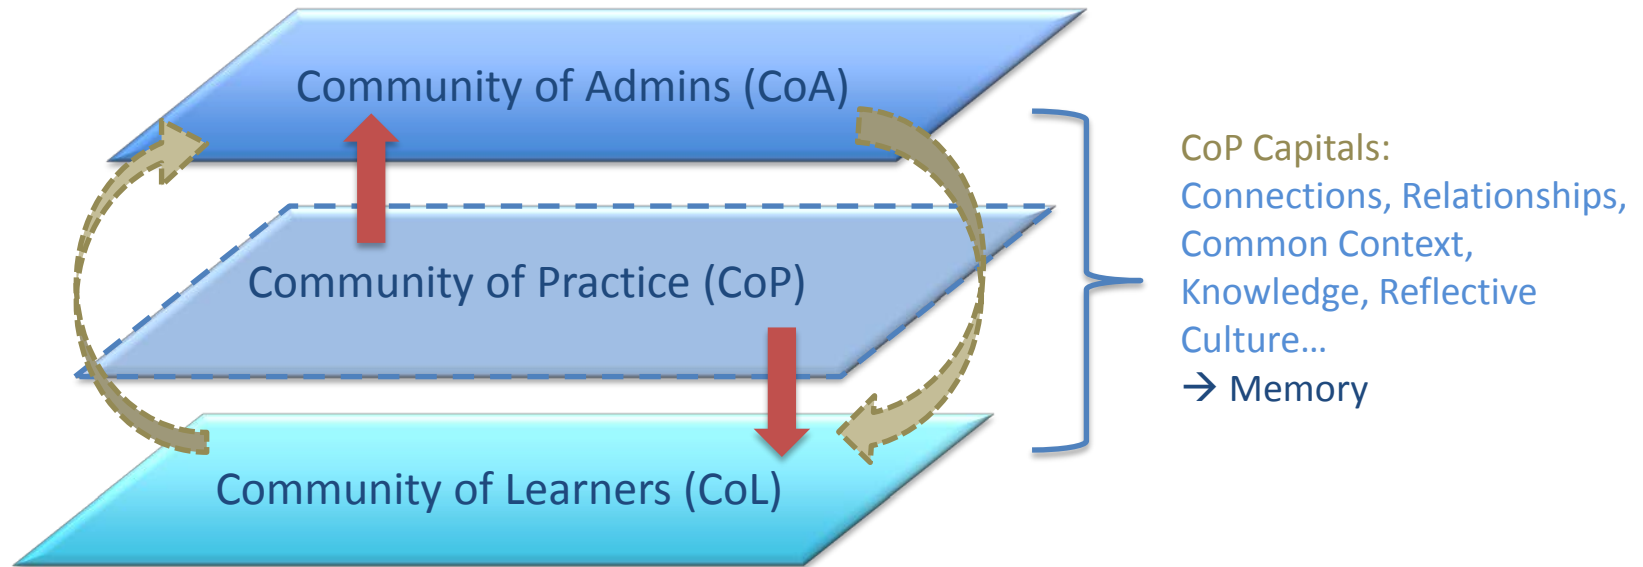 Community of Admins (CoA)
Community of Practice (CoP)
Community of Learners (CoL)
CoP Capitals:
Connections, Relationships,
Common Context,
Knowledge, Reflective
Culture…
→ Memory